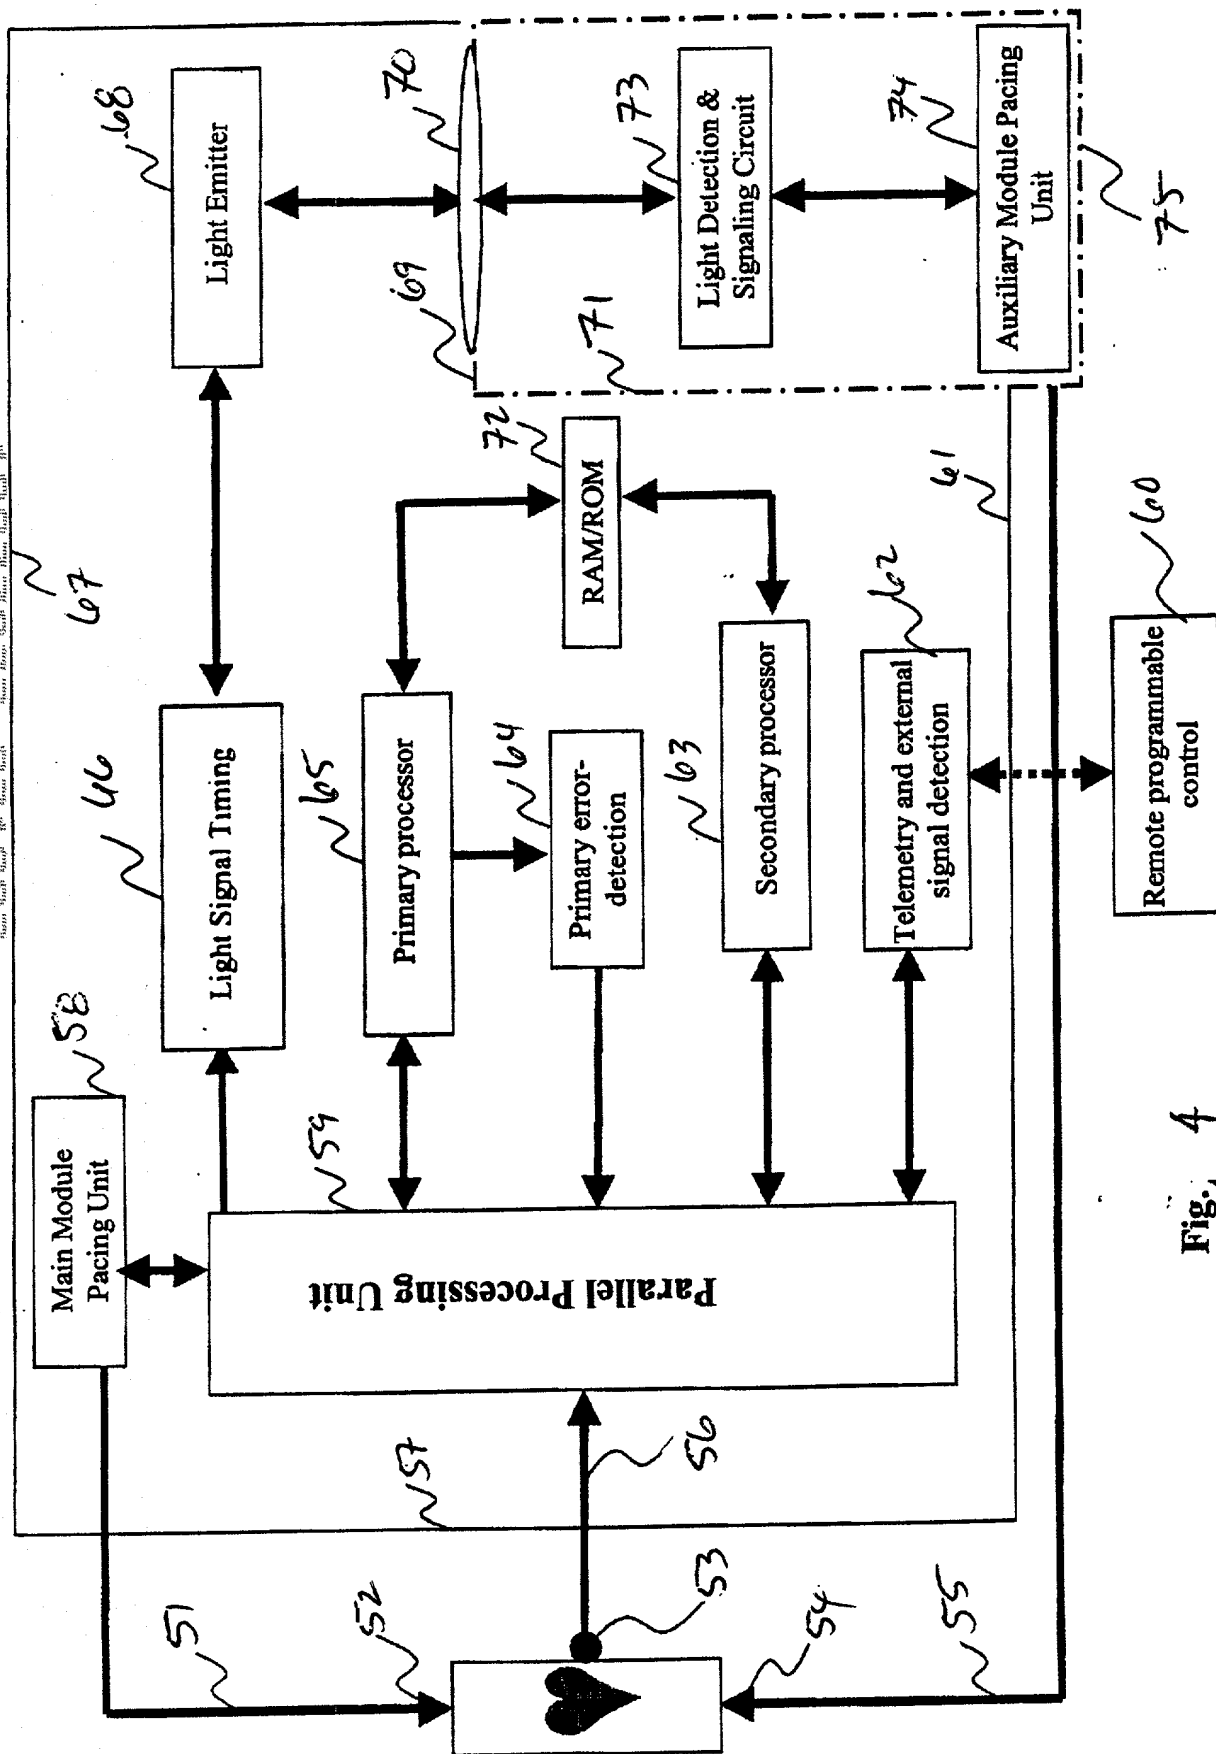 67
Main Module
Pacing Unit
58
46
Light Signal Timing
68
Light Emitter
59
Parallel Processing
Unit
65
Primary processor
64
Primary error-
detection
72
RAM/ROM
69
70
71
73
Light Detection &
Signaling Circuit
63
Secondary processor
62
Telemetry and external
signal detection
74
Auxiliary Module Pacing
Unit
75
61
60
Remote programmable
control
51
52
53
54
55
56
57
Fig. 4